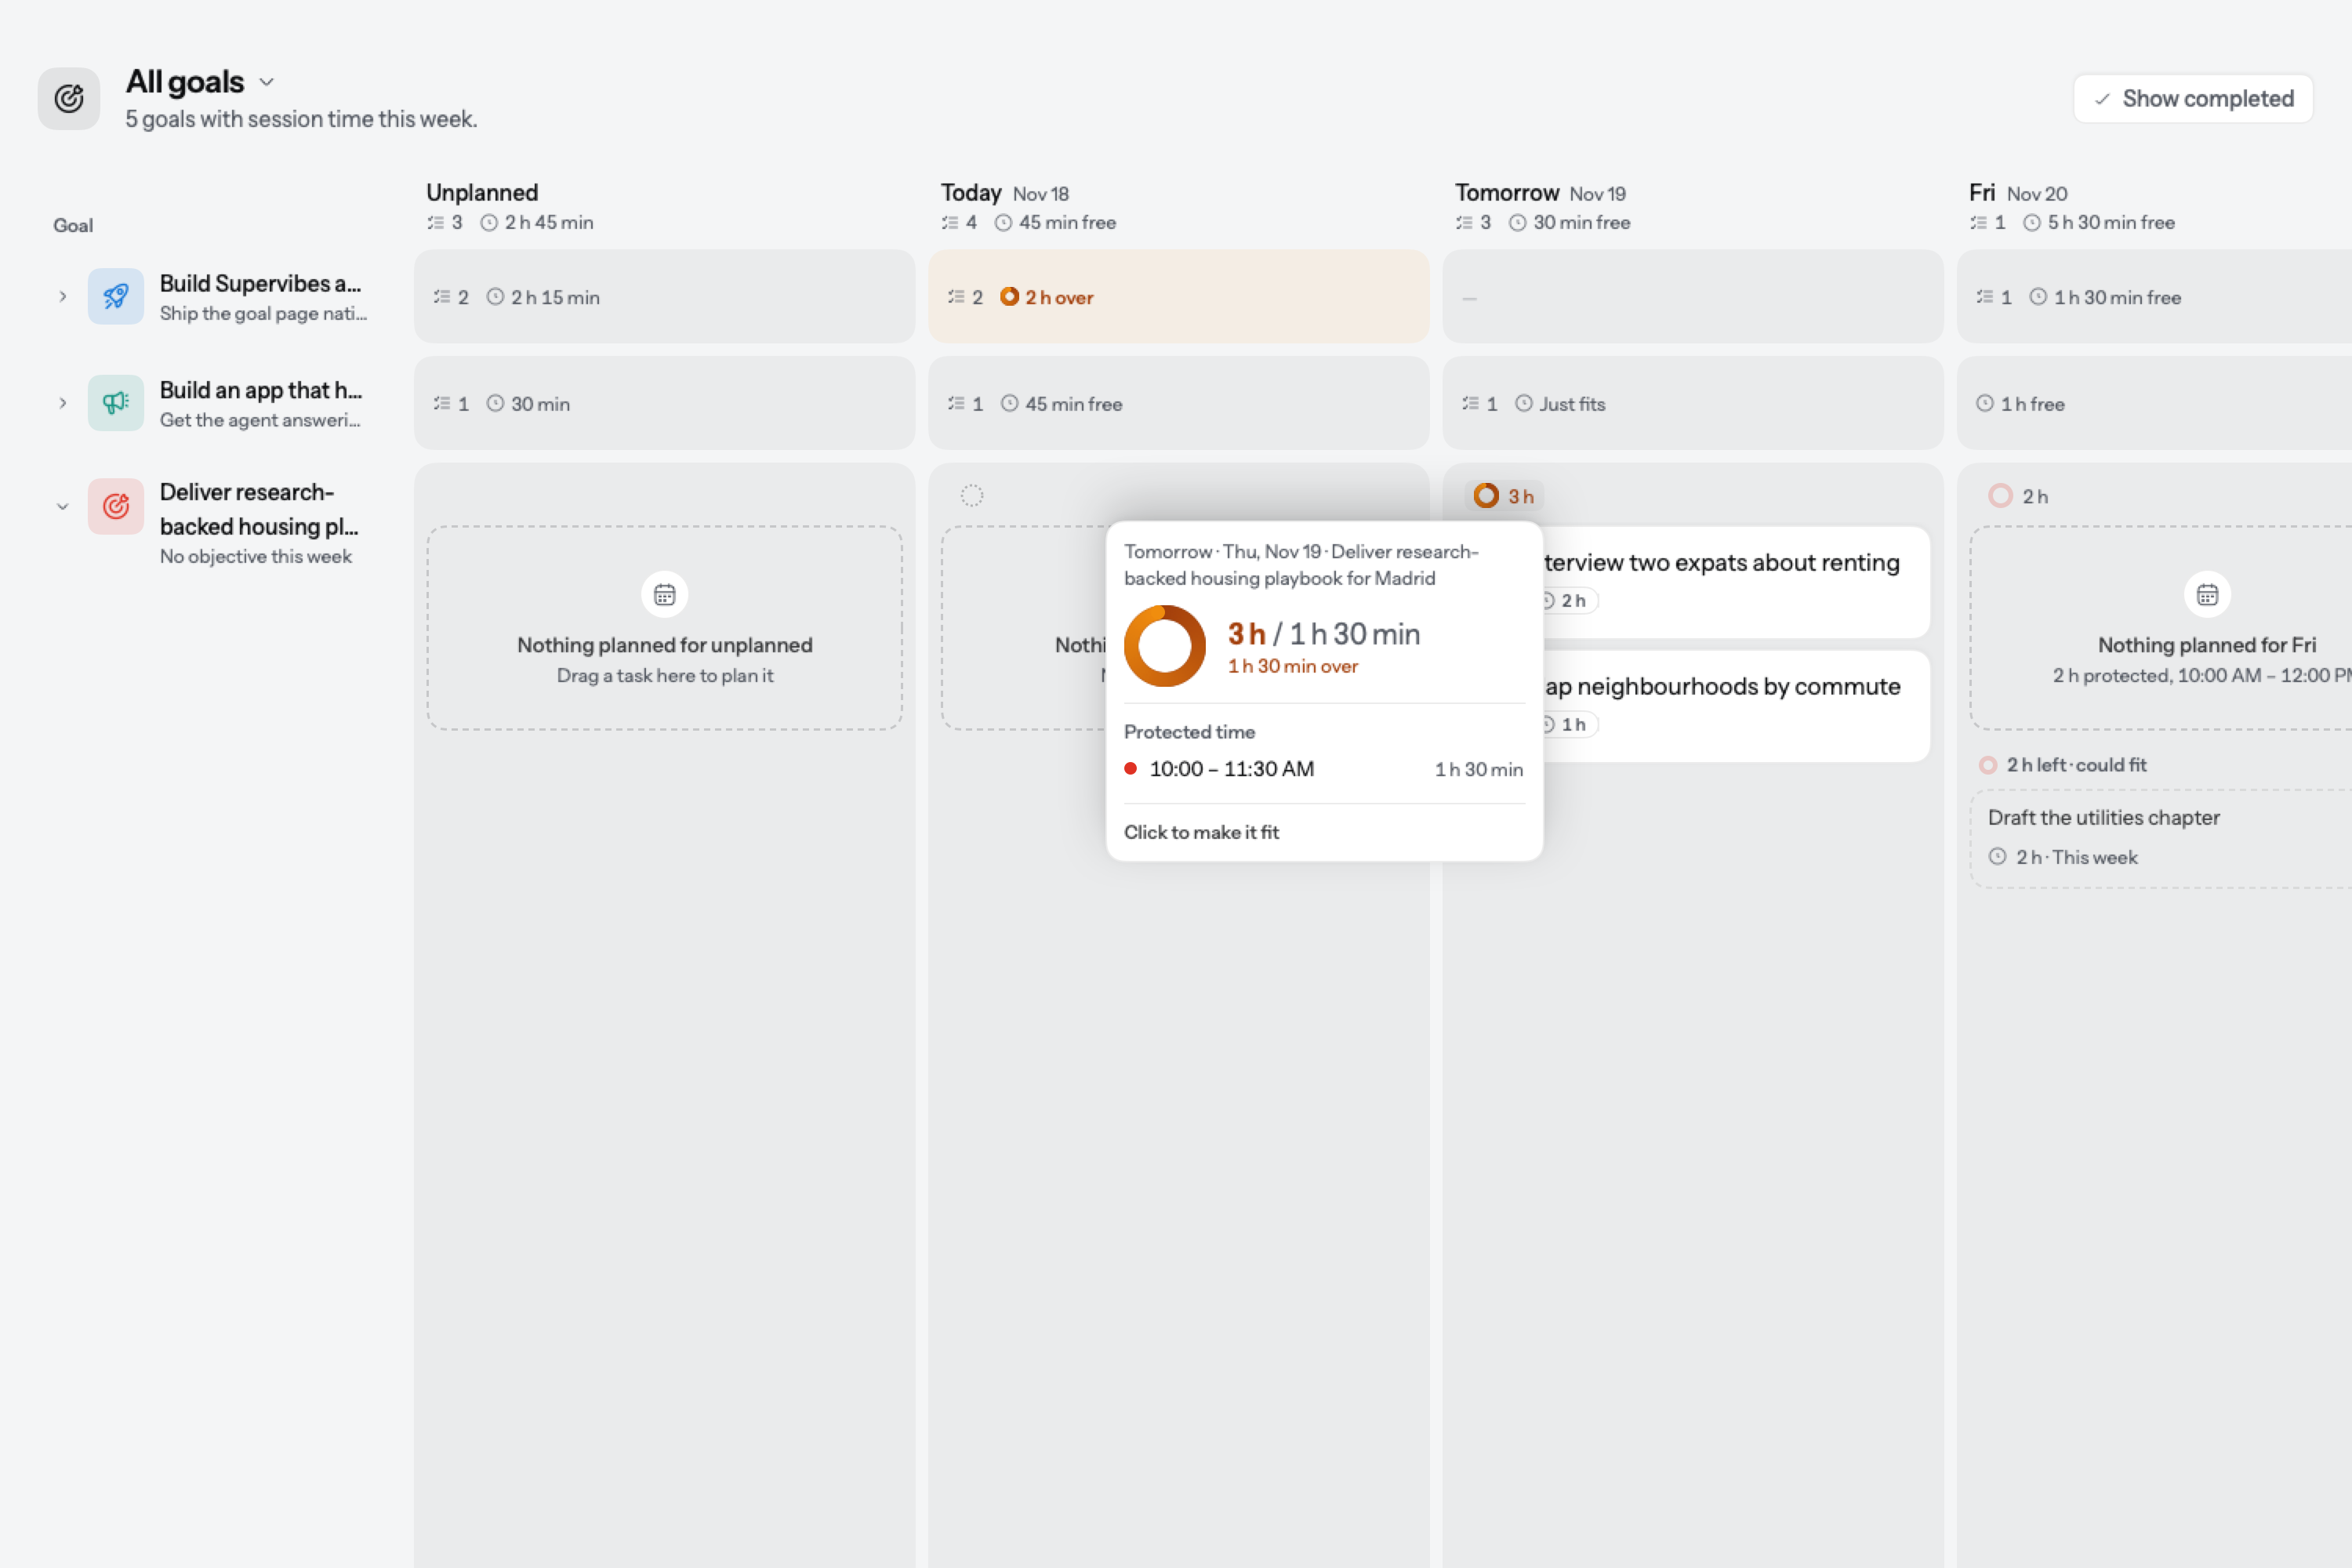 All goals
5 goals with session time this week.
Show completed
Goal
Unplanned
3 2 h 45 min
Today Nov 18
4 45 min free
Tomorrow Nov 19
3 30 min free
Fri Nov 20
1 5 h 30 min free
Build Supervibes a...
Ship the goal page nati...
2 2 h 15 min
2 2 h over
–
1 1 h 30 min free
Build an app that h...
Get the agent answeri...
1 30 min
1 45 min free
1 Just fits
1 h free
Deliver research-
backed housing pl...
No objective this week
Nothing planned for unplanned
Drag a task here to plan it
3 h
Tomorrow · Thu, Nov 19 · Deliver research-
backed housing playbook for Madrid
3 h / 1 h 30 min
1 h 30 min over
Protected time
10:00 – 11:30 AM 1 h 30 min
Click to make it fit
two expats about renting
2 h
neighbourhoods by commute
1 h
2 h
Nothing planned for Fri
2 h protected, 10:00 AM – 12:00
2 h left · could fit
Draft the utilities chapter
2 h · This week